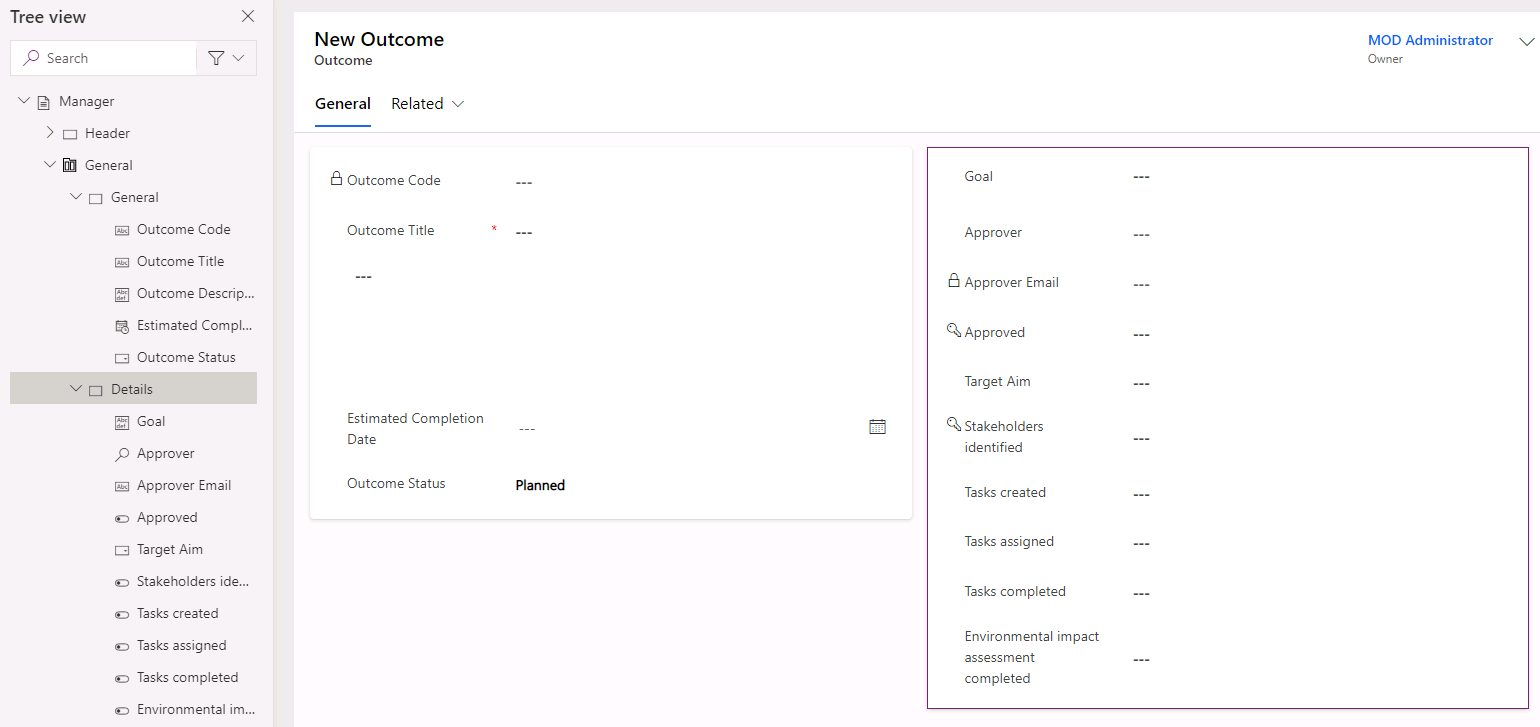 Tree view
Search
Manager
Header
General
General
Outcome Code
Outcome Title
Outcome Descrip...
Estimated Compl...
Outcome Status
Details
Goal
Approver
Approver Email
Approved
Target Aim
Stakeholders ide...
Tasks created
Tasks assigned
Tasks completed
Environmental im...
New Outcome
Outcome
MOD Administrator
Owner
General Related
Outcome Code ---
Outcome Title * ---
---
Estimated Completion
Date ---
Outcome Status Planned
Goal ---
Approver ---
Approver Email ---
Approved ---
Target Aim ---
Stakeholders
identified ---
Tasks created ---
Tasks assigned ---
Tasks completed ---
Environmental impact
assessment ---
completed